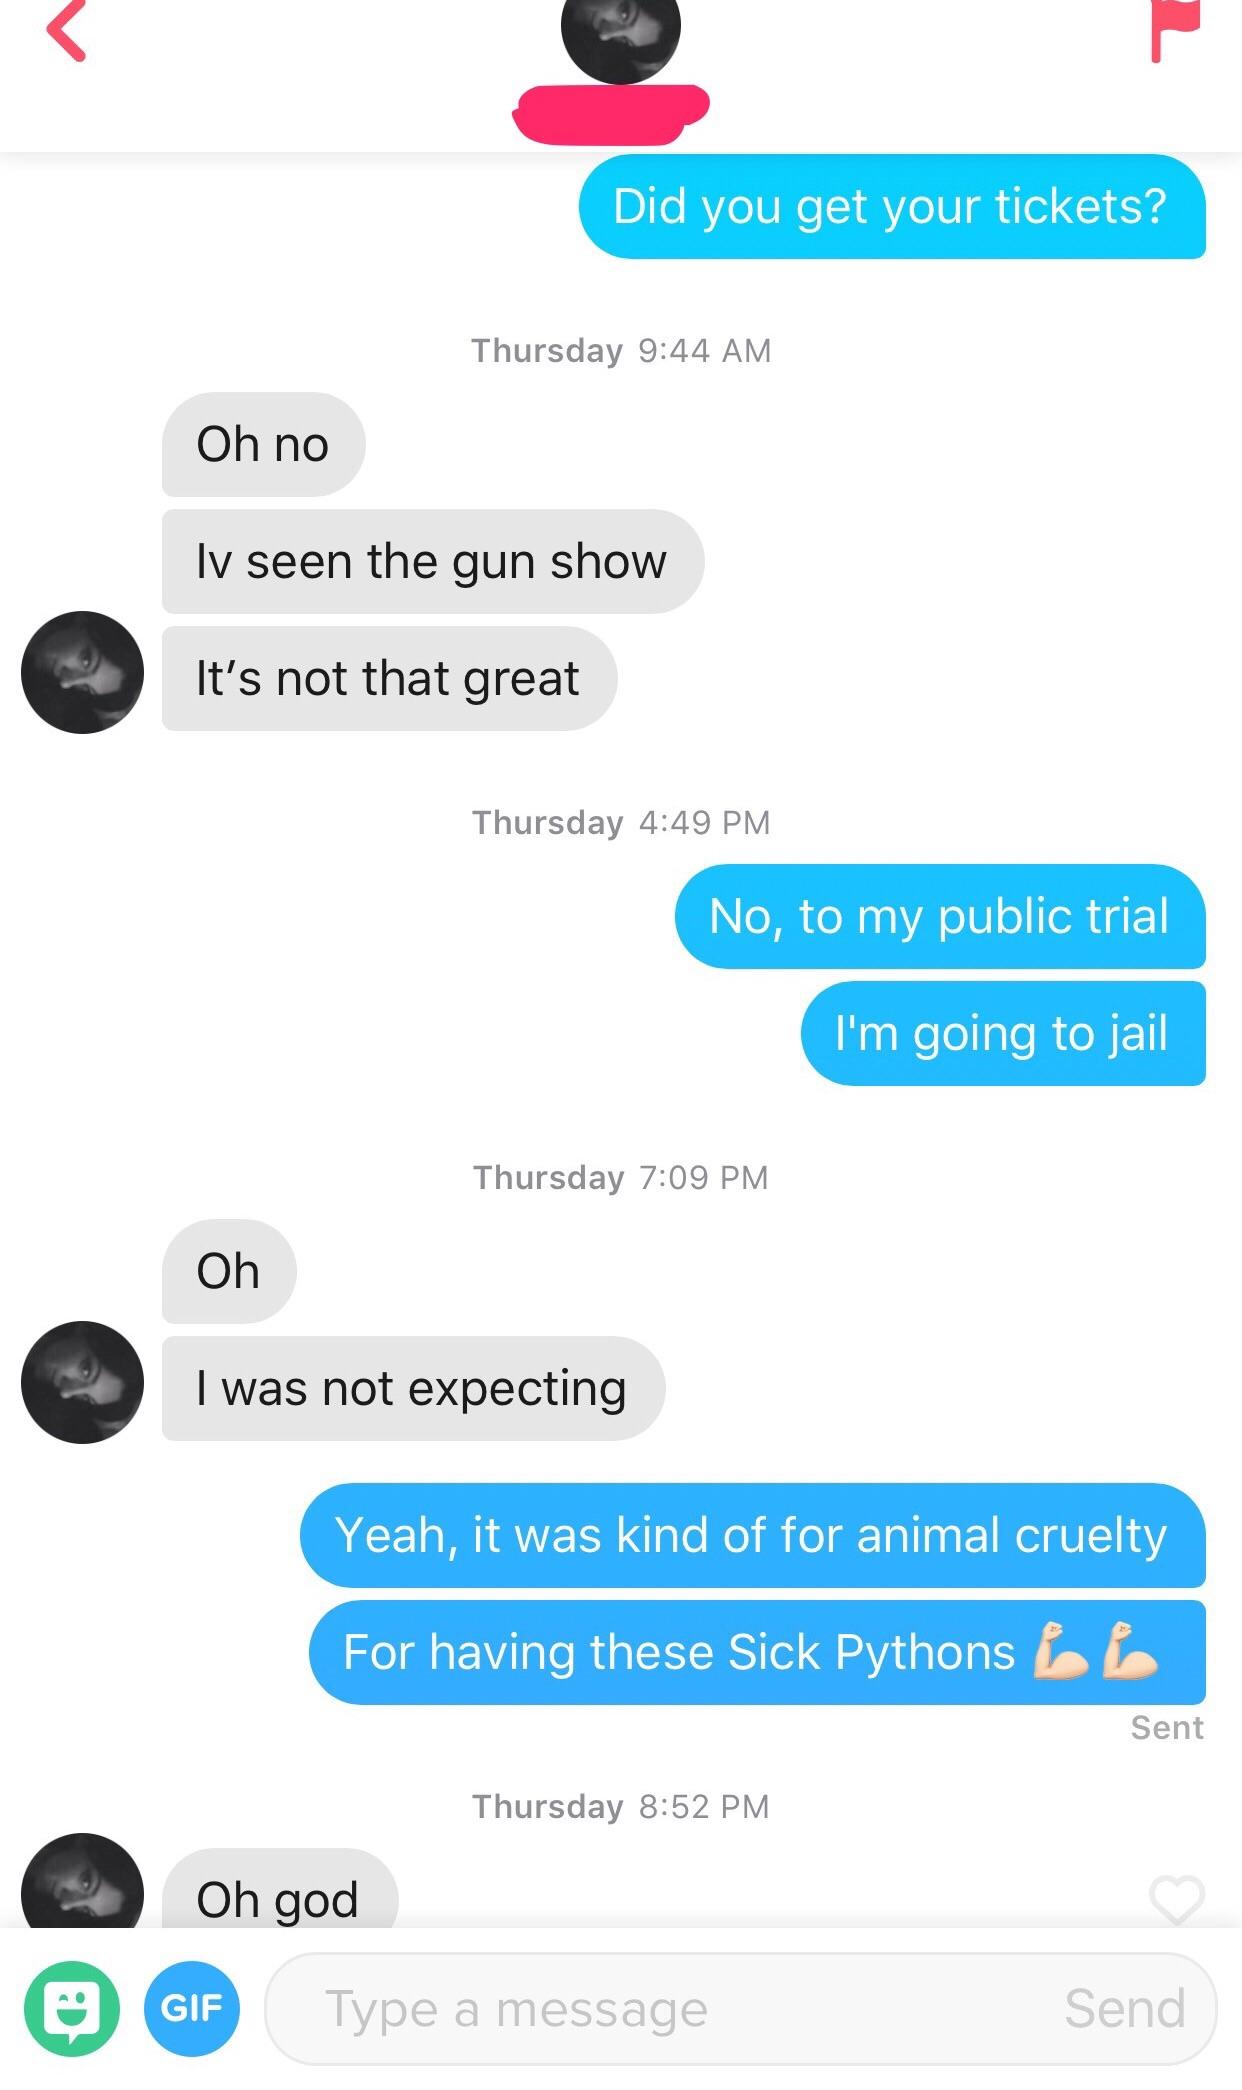 Did you get your tickets?
Thursday 9:44 AM
Oh no
Iv seen the gun show
It’s not that great
Thursday 4:49 PM
No, to my public trial
I'm going to jail
Thursday 7:09 PM
Oh
I was not expecting
Yeah, it was kind of for animal cruelty
For having these Sick Pythons 💪🏻💪🏻
Sent
Thursday 8:52 PM
Oh god
GIF
Type a message
Send